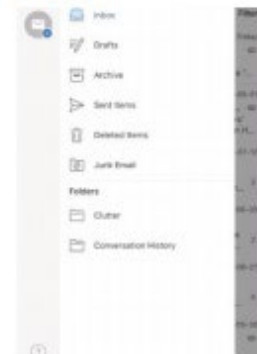 Inbox
Drafts
Archive
Sent Items
Deleted Items
Junk Email
Folders
Clutter
Conversation History